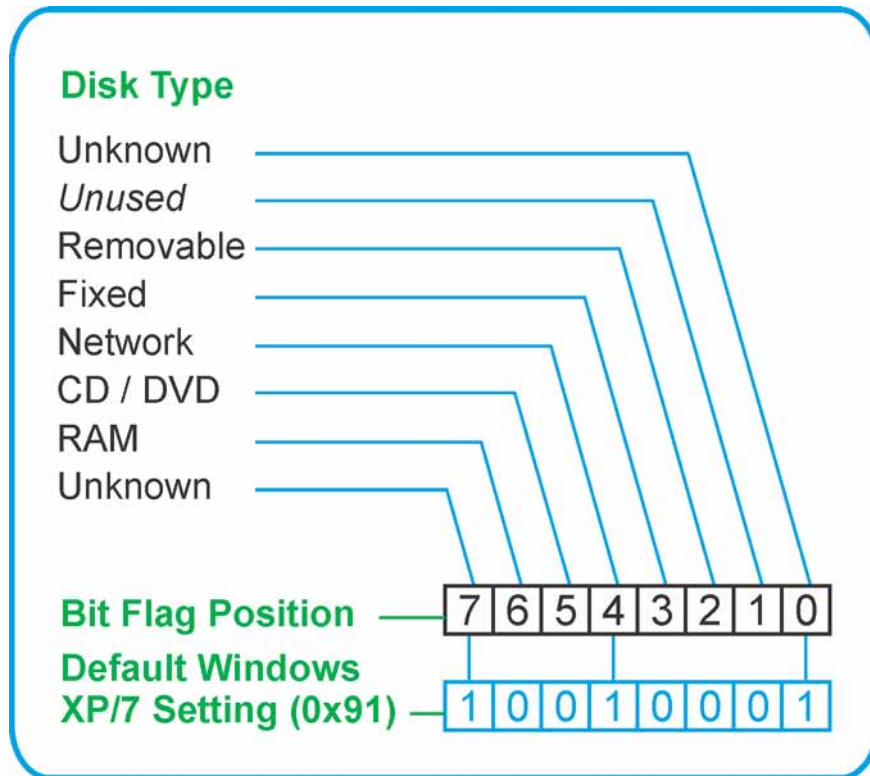 Disk Type
Unknown
Unused
Removable
Fixed
Network
CD / DVD
RAM
Unknown
Bit Flag Position 7 6 5 4 3 2 1 0
Default Windows
XP/7 Setting (0x91) 1 0 0 1 0 0 0 1